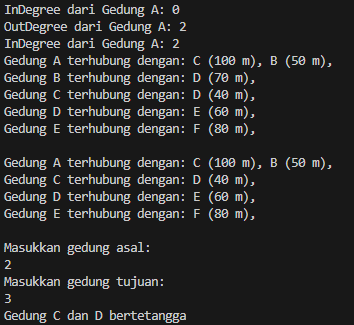 InDegree dari Gedung A: 0
OutDegree dari Gedung A: 2
InDegree dari Gedung A: 2
Gedung A terhubung dengan: C (100 m), B (50 m),
Gedung B terhubung dengan: D (70 m),
Gedung C terhubung dengan: D (40 m),
Gedung D terhubung dengan: E (60 m),
Gedung E terhubung dengan: F (80 m),
Gedung A terhubung dengan: C (100 m), B (50 m),
Gedung C terhubung dengan: D (40 m),
Gedung D terhubung dengan: E (60 m),
Gedung E terhubung dengan: F (80 m),
Masukkan gedung asal:
2
Masukkan gedung tujuan:
3
Gedung C dan D bertetangga